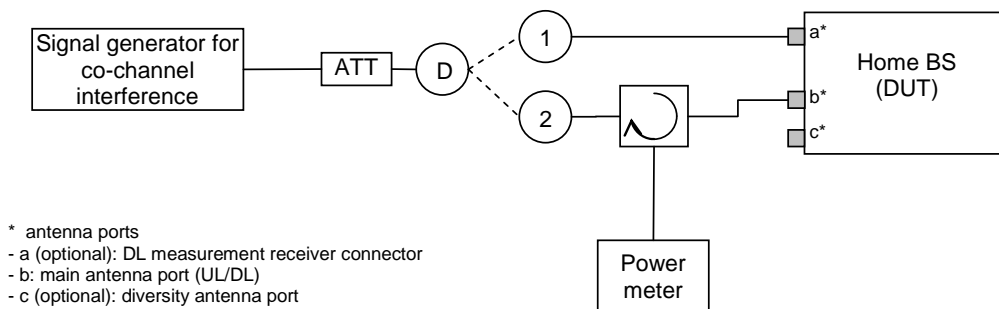 Signal generator for
co-channel
interference
ATT
D
1
2
a*
b*
c*
Home BS
(DUT)
Power
meter
* antenna ports
- a (optional): DL measurement receiver connector
- b: main antenna port (UL/DL)
- c (optional): diversity antenna port